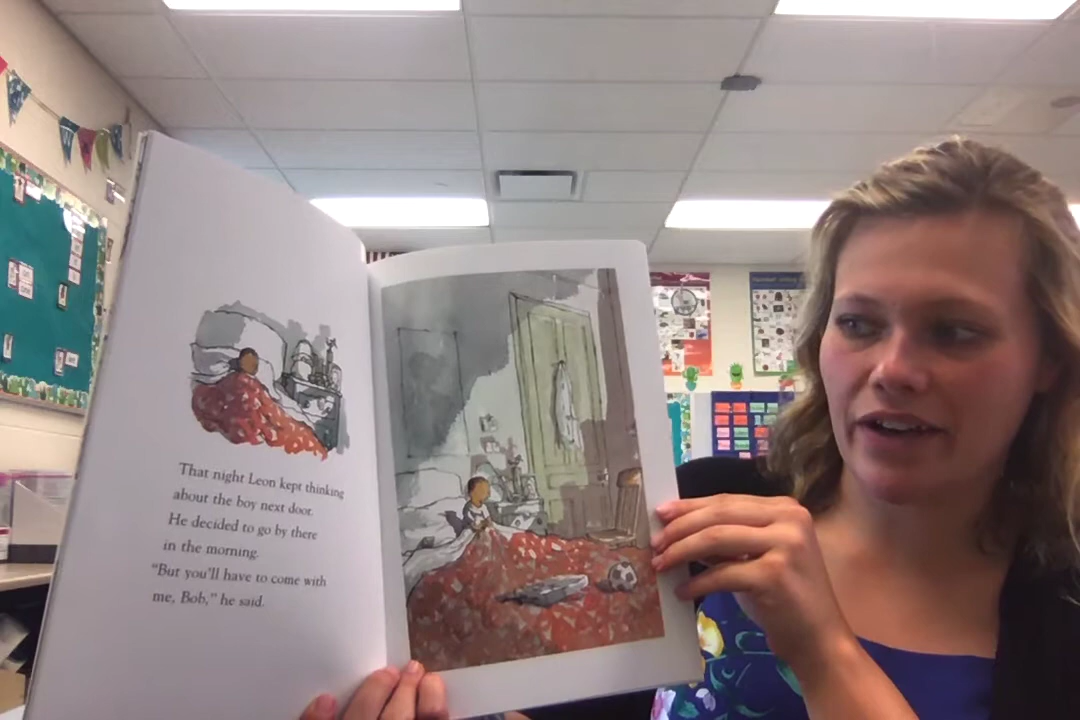 That night Leon kept thinking
about the boy next door.
He decided to go by there
in the morning.
"But you'll have to come with
me, Bob," he said.